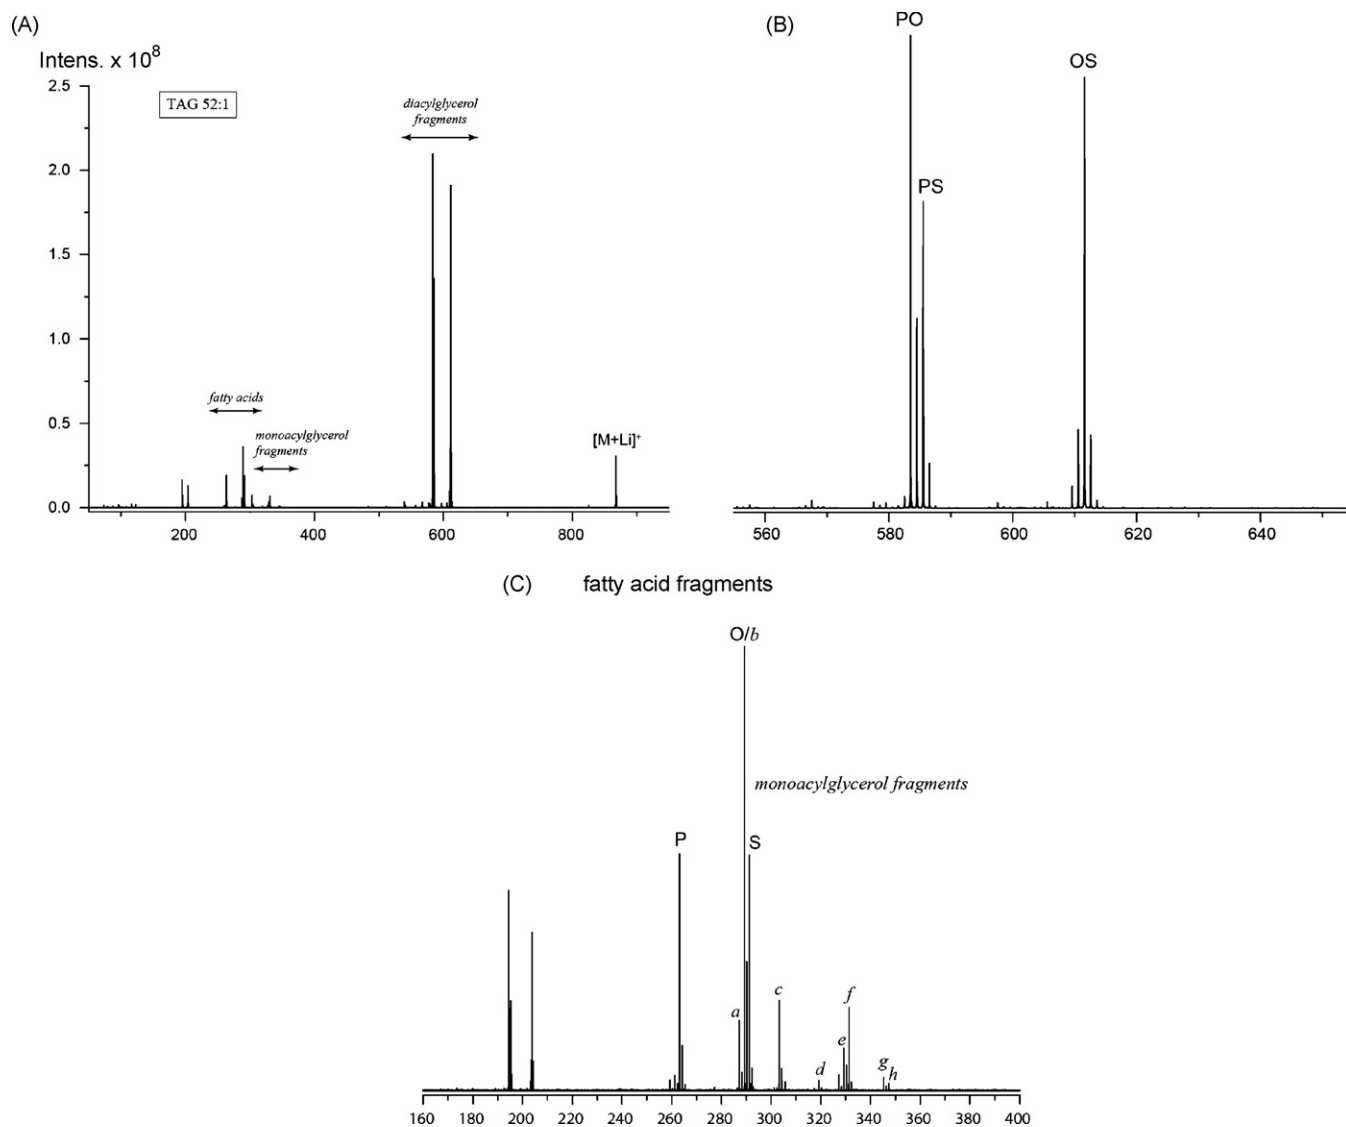 (A)
Intens. x 10⁸
2.5
2.0
1.5
1.0
0.5
0.0
TAG 52:1
diacylglycerol
fragments
fatty acids
monoacylglycerol
fragments
[M+Li]⁺
200 400 600 800
(B)
PO
OS
PS
560 580 600 620 640
(C) fatty acid fragments
O/b
monoacylglycerol fragments
P S
a c d e f g h
160 180 200 220 240 260 280 300 320 340 360 380 400